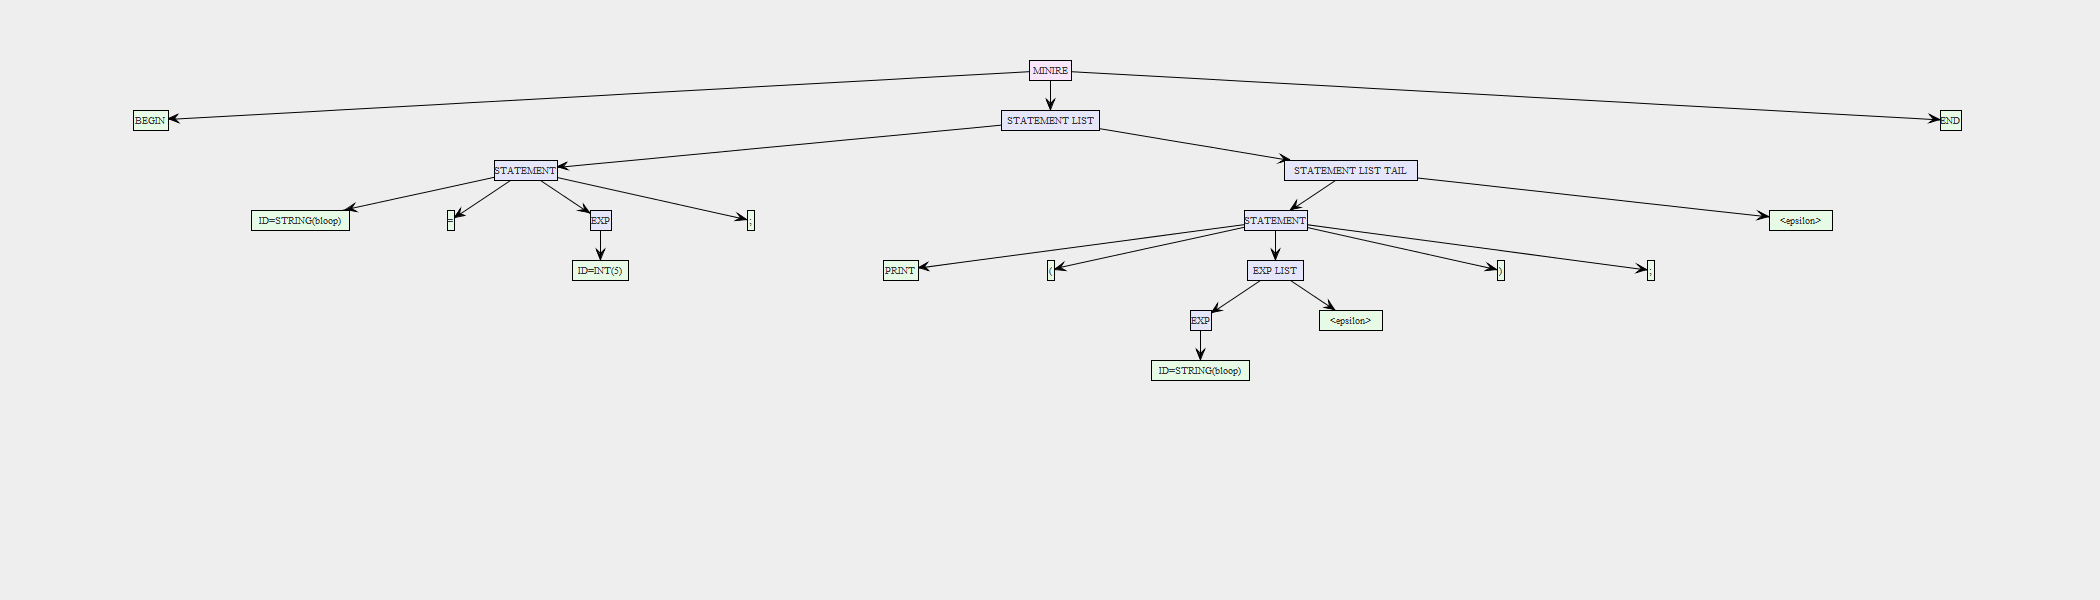 MINIRE
BEGIN
STATEMENT LIST
END
STATEMENT
STATEMENT LIST TAIL
ID=STRING(bloop)
=
EXP
;
STATEMENT
<epsilon>
ID=INT(5)
PRINT
(
EXP LIST
)
;
EXP
<epsilon>
ID=STRING(bloop)